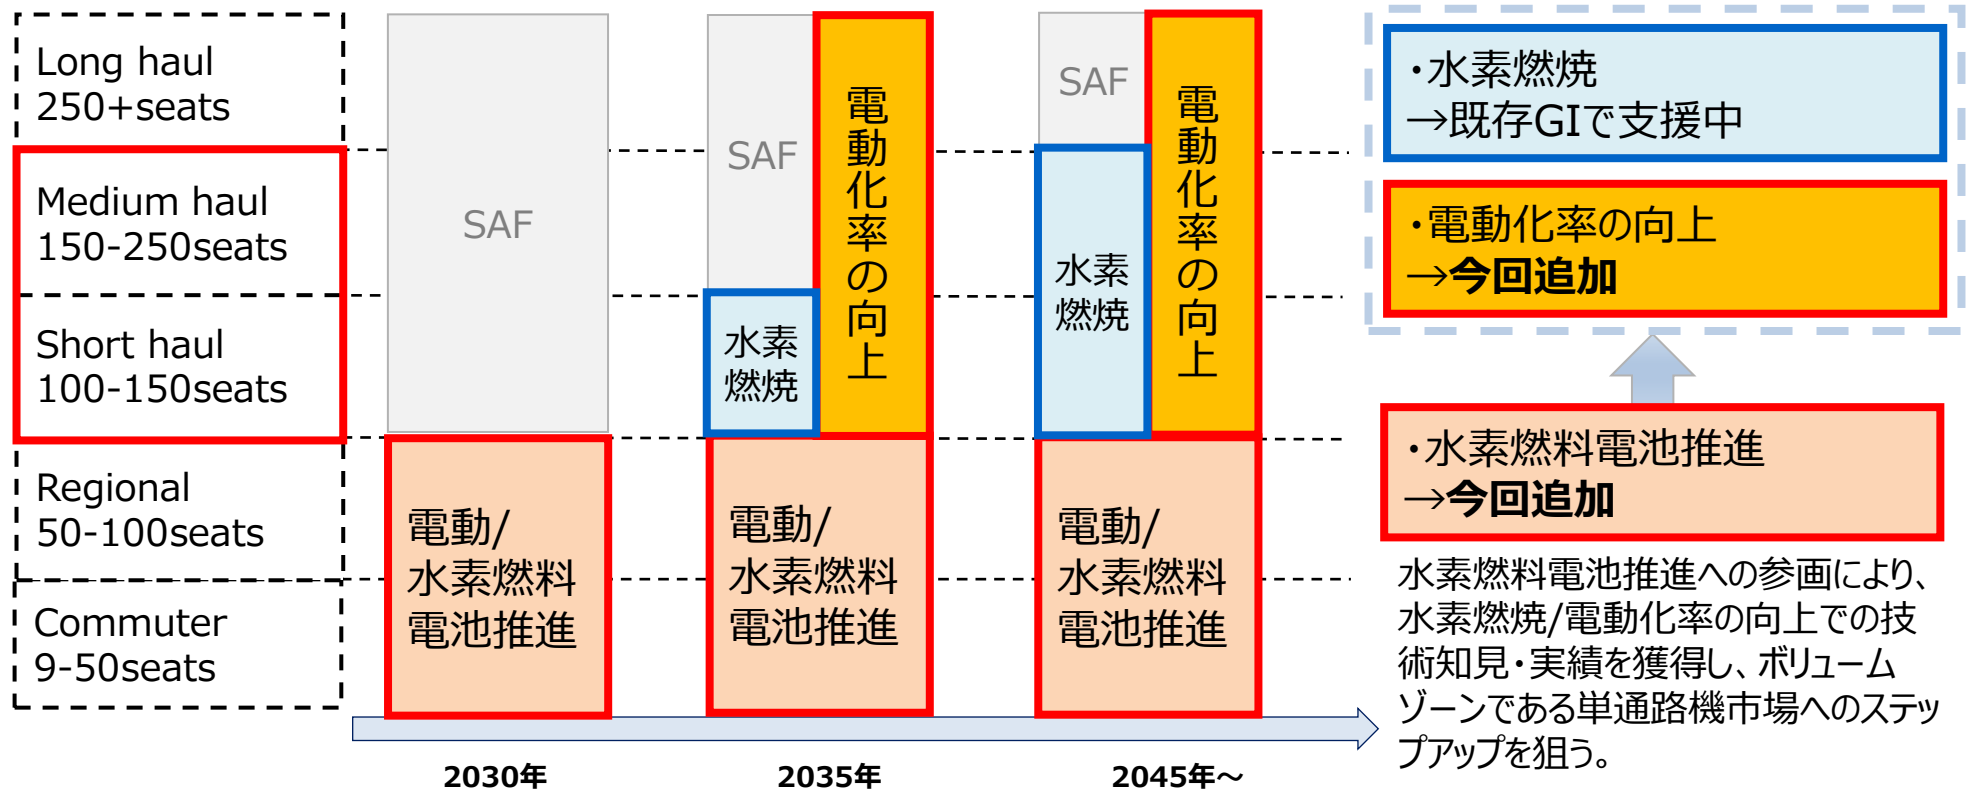 Long haul
250+seats
Medium haul
150-250seats
Short haul
100-150seats
Regional
50-100seats
Commuter
9-50seats
SAF
電動/
水素燃料
電池推進
2030年
SAF
水素
燃焼
電動化率の向上
電動/
水素燃料
電池推進
2035年
SAF
水素
燃焼
電動化率の向上
電動/
水素燃料
電池推進
2045年～
・水素燃焼
→既存GIで支援中
・電動化率の向上
→今回追加
・水素燃料電池推進
→今回追加
水素燃料電池推進への参画により、
水素燃焼/電動化率の向上での技
術知見・実績を獲得し、ボリューム
ゾーンである単通路機市場へのステッ
プアップを狙う。